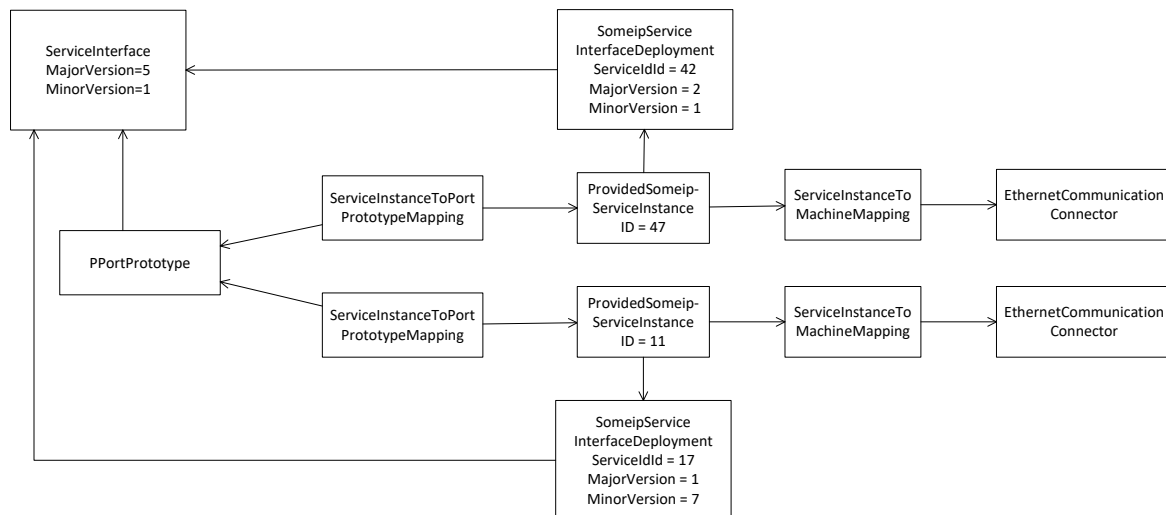 ServiceInterface
MajorVersion=5
MinorVersion=1
SomeipService
InterfaceDeployment
ServiceIdId = 42
MajorVersion = 2
MinorVersion = 1
ServiceInstanceToPort
PrototypeMapping
ProvidedSomeip-
ServiceInstance
ID = 47
ServiceInstanceTo
MachineMapping
EthernetCommunication
Connector
PPortPrototype
ServiceInstanceToPort
PrototypeMapping
ProvidedSomeip-
ServiceInstance
ID = 11
ServiceInstanceTo
MachineMapping
EthernetCommunication
Connector
SomeipService
InterfaceDeployment
ServiceIdId = 17
MajorVersion = 1
MinorVersion = 7